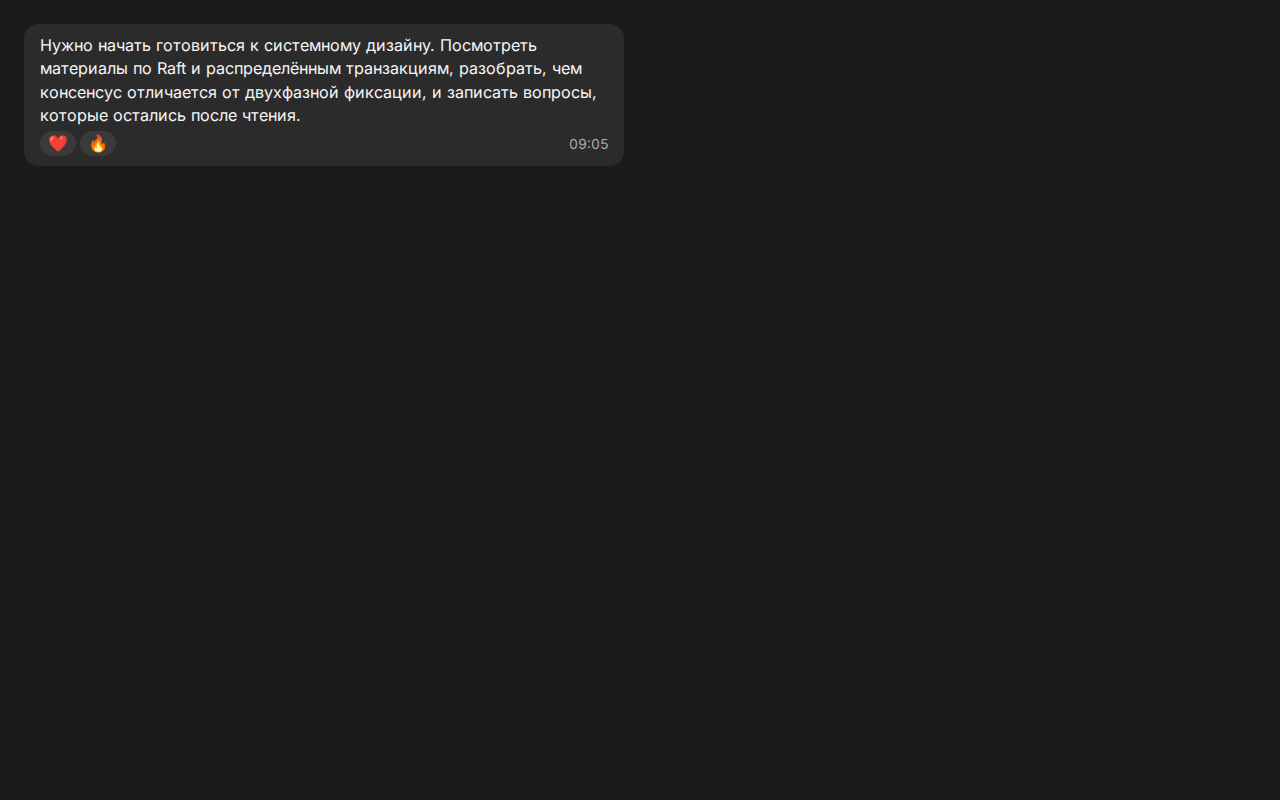 Нужно начать готовиться к системному дизайну. Посмотреть
материалы по Raft и распределённым транзакциям, разобрать, чем
консенсус отличается от двухфазной фиксации, и записать вопросы,
которые остались после чтения.
❤️ 🔥 09:05